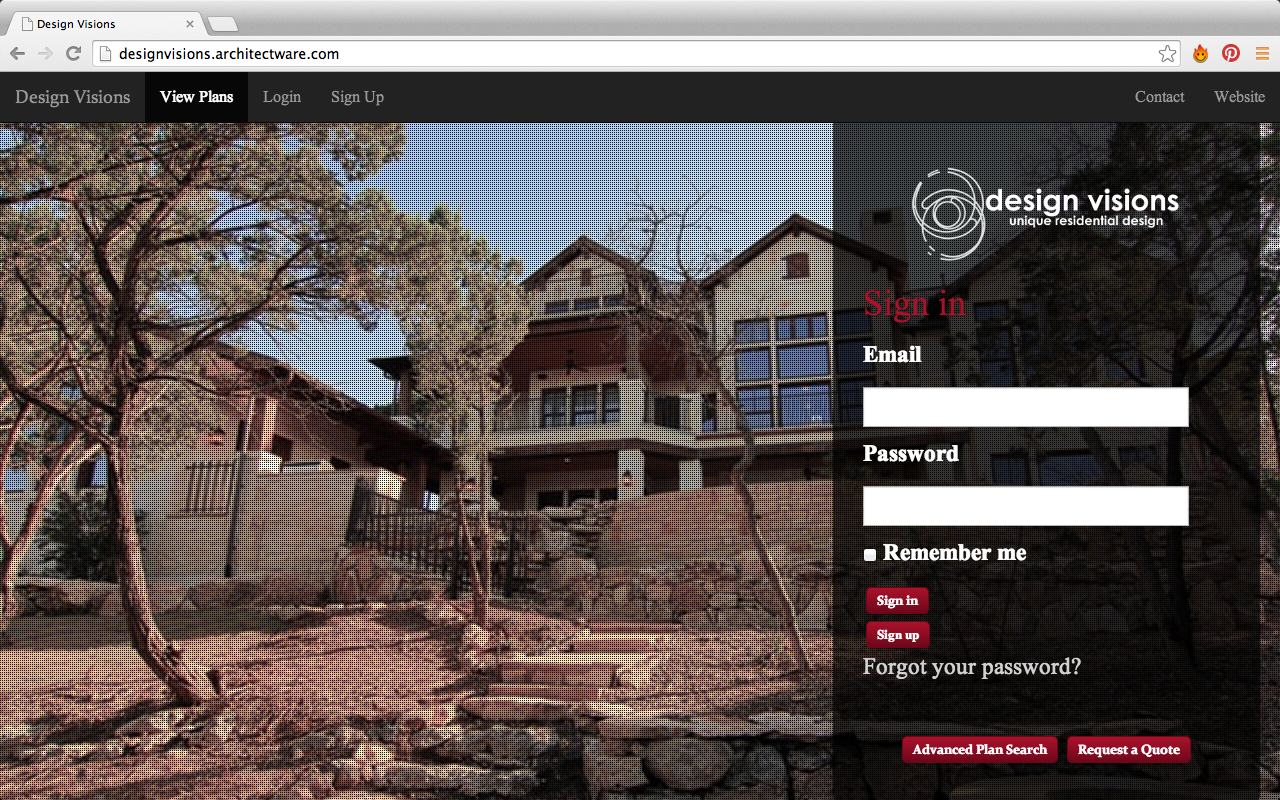 Design Visions
designvisions.architectware.com
Design Visions View Plans Login Sign Up Contact Website
design visions
unique residential design
Sign in
Email
Password
Remember me
Sign in
Sign up
Forgot your password?
Advanced Plan Search Request a Quote